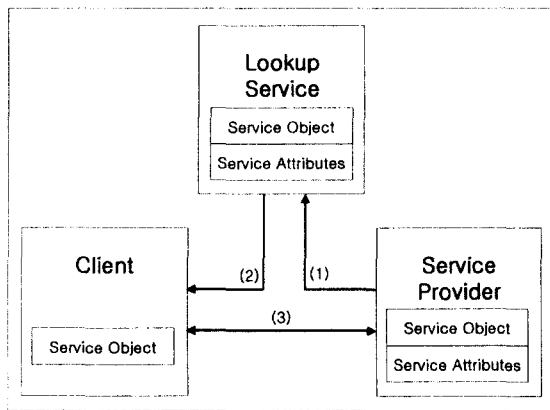 Lookup
Service
Service Object
Service Attributes
Client
(2)
(1)
Service
Provider
(3)
Service Object
Service Object
Service Attributes